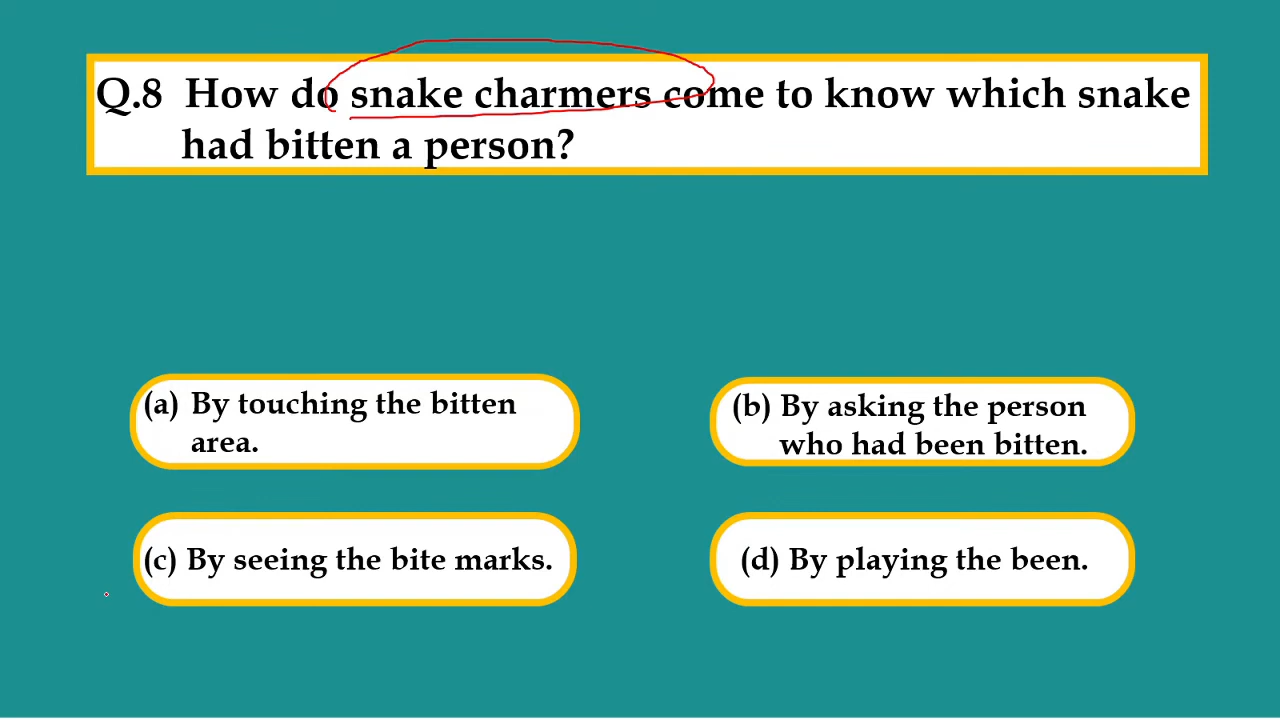 Q.8 How do snake charmers come to know which snake
had bitten a person?
(a) By touching the bitten
area.
(b) By asking the person
who had been bitten.
(c) By seeing the bite marks.
(d) By playing the been.